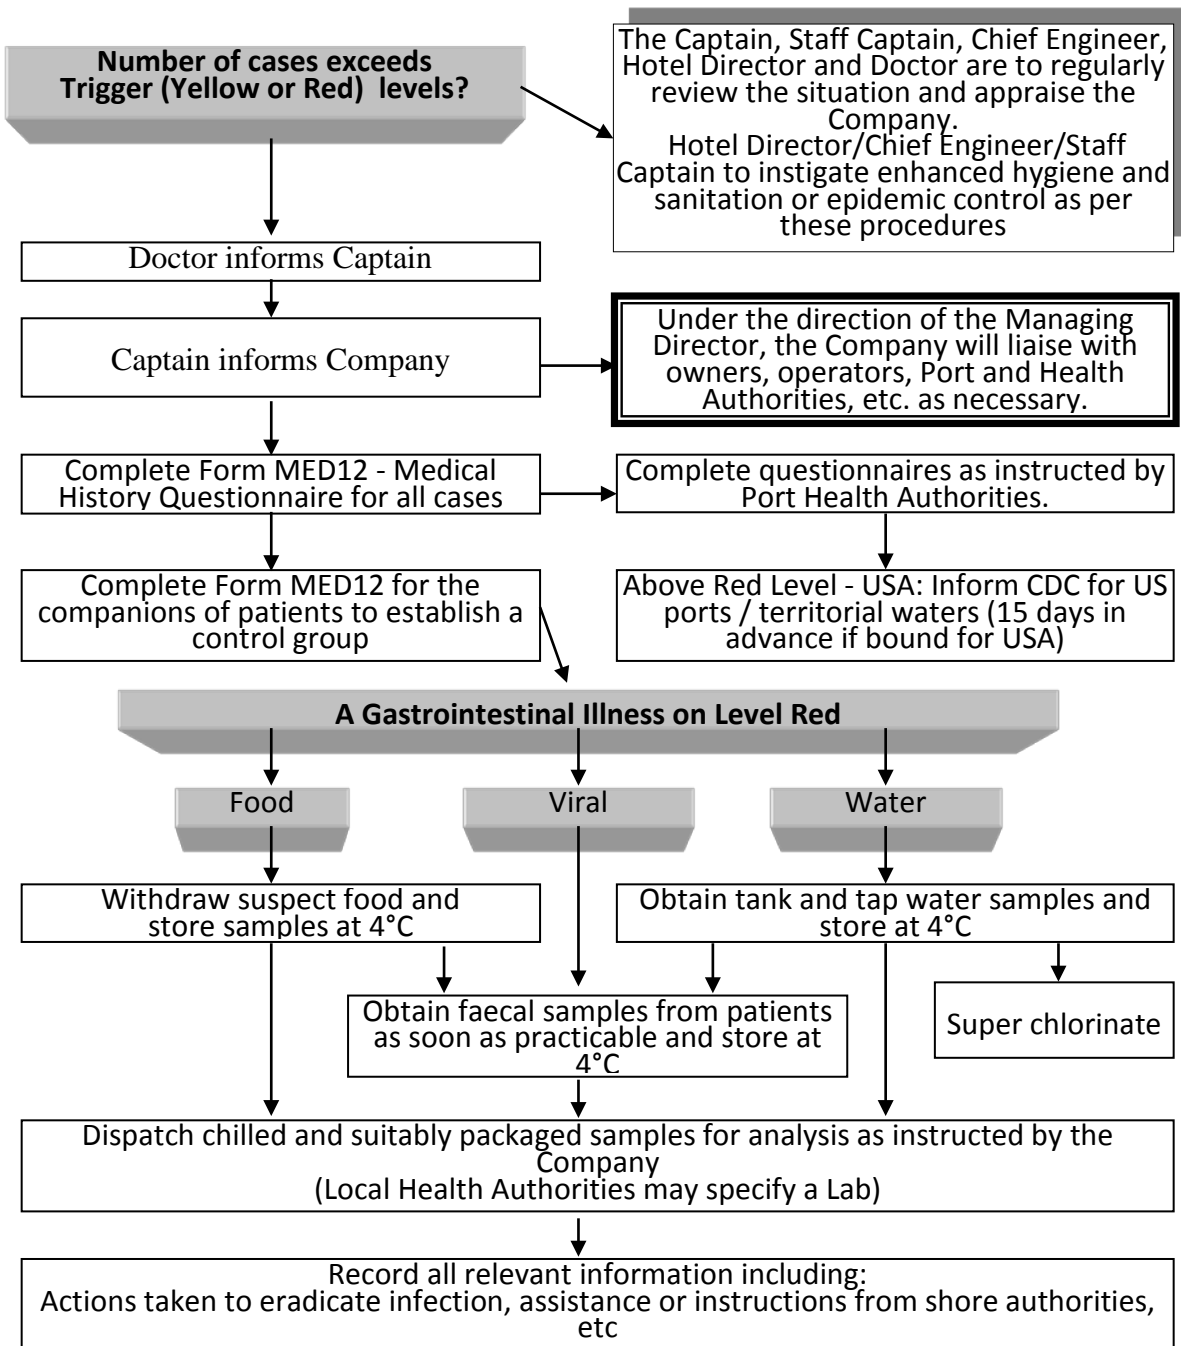 Number of cases exceeds
Trigger (Yellow or Red) levels?
The Captain, Staff Captain, Chief Engineer,
Hotel Director and Doctor are to regularly
review the situation and appraise the
Company.
Hotel Director/Chief Engineer/Staff
Captain to instigate enhanced hygiene and
sanitation or epidemic control as per
these procedures
Doctor informs Captain
Captain informs Company
Under the direction of the Managing
Director, the Company will liaise with
owners, operators, Port and Health
Authorities, etc. as necessary.
Complete Form MED12 - Medical
History Questionnaire for all cases
Complete questionnaires as instructed by
Port Health Authorities.
Complete Form MED12 for the
companions of patients to establish a
control group
Above Red Level - USA: Inform CDC for US
ports / territorial waters (15 days in
advance if bound for USA)
A Gastrointestinal Illness on Level Red
Food
Viral
Water
Withdraw suspect food and
store samples at 4°C
Obtain tank and tap water samples and
store at 4°C
Obtain faecal samples from patients
as soon as practicable and store at
4°C
Super chlorinate
Dispatch chilled and suitably packaged samples for analysis as instructed by the
Company
(Local Health Authorities may specify a Lab)
Record all relevant information including:
Actions taken to eradicate infection, assistance or instructions from shore authorities,
etc